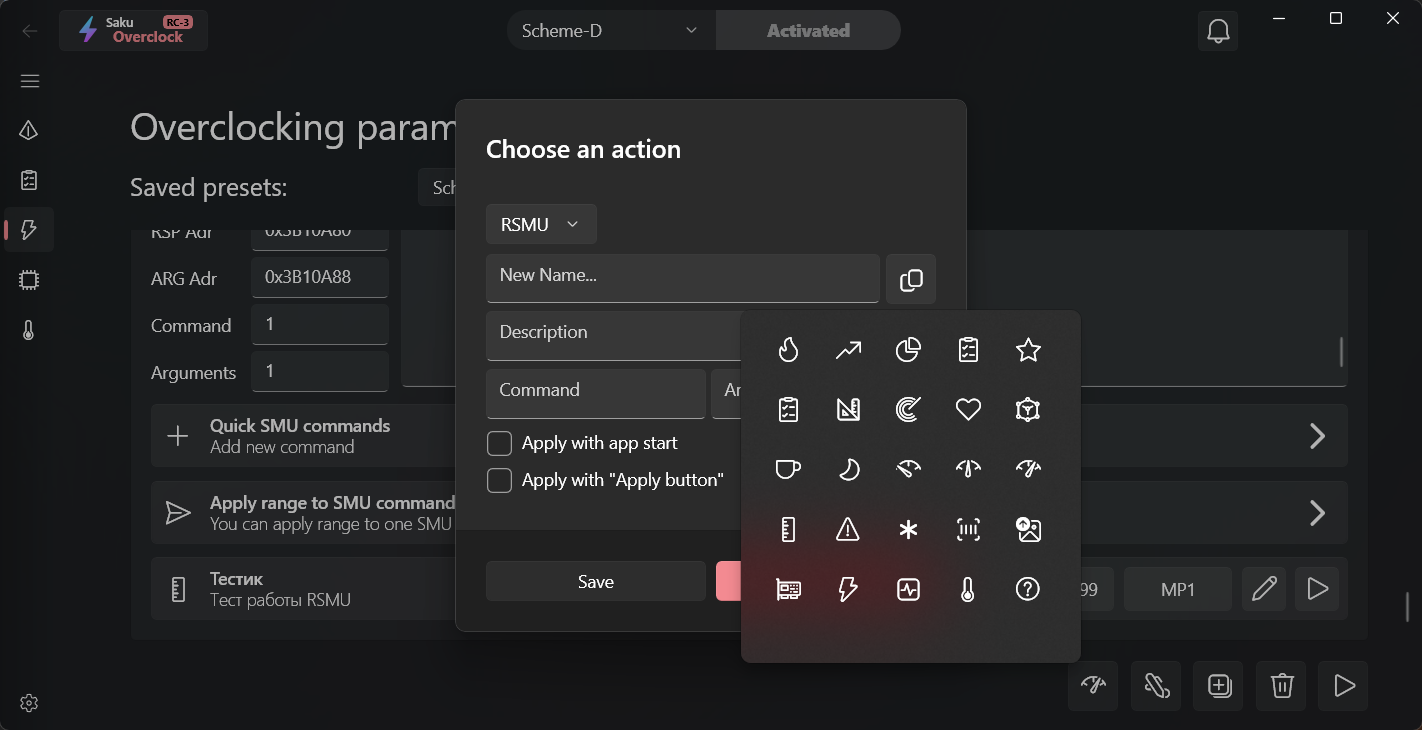 Saku
RC-3
Overclock
Scheme-D
Activated
Overclocking param
Saved presets:
Sch
RSP Adr
0x3B10A80
ARG Adr
0x3B10A88
Command
1
Arguments
1
Quick SMU commands
Add new command
Apply range to SMU command
You can apply range to one SMU
Тестик
Тест работы RSMU
99
MP1
Choose an action
RSMU
New Name...
Description
Command
Ar
Apply with app start
Apply with "Apply button"
Save